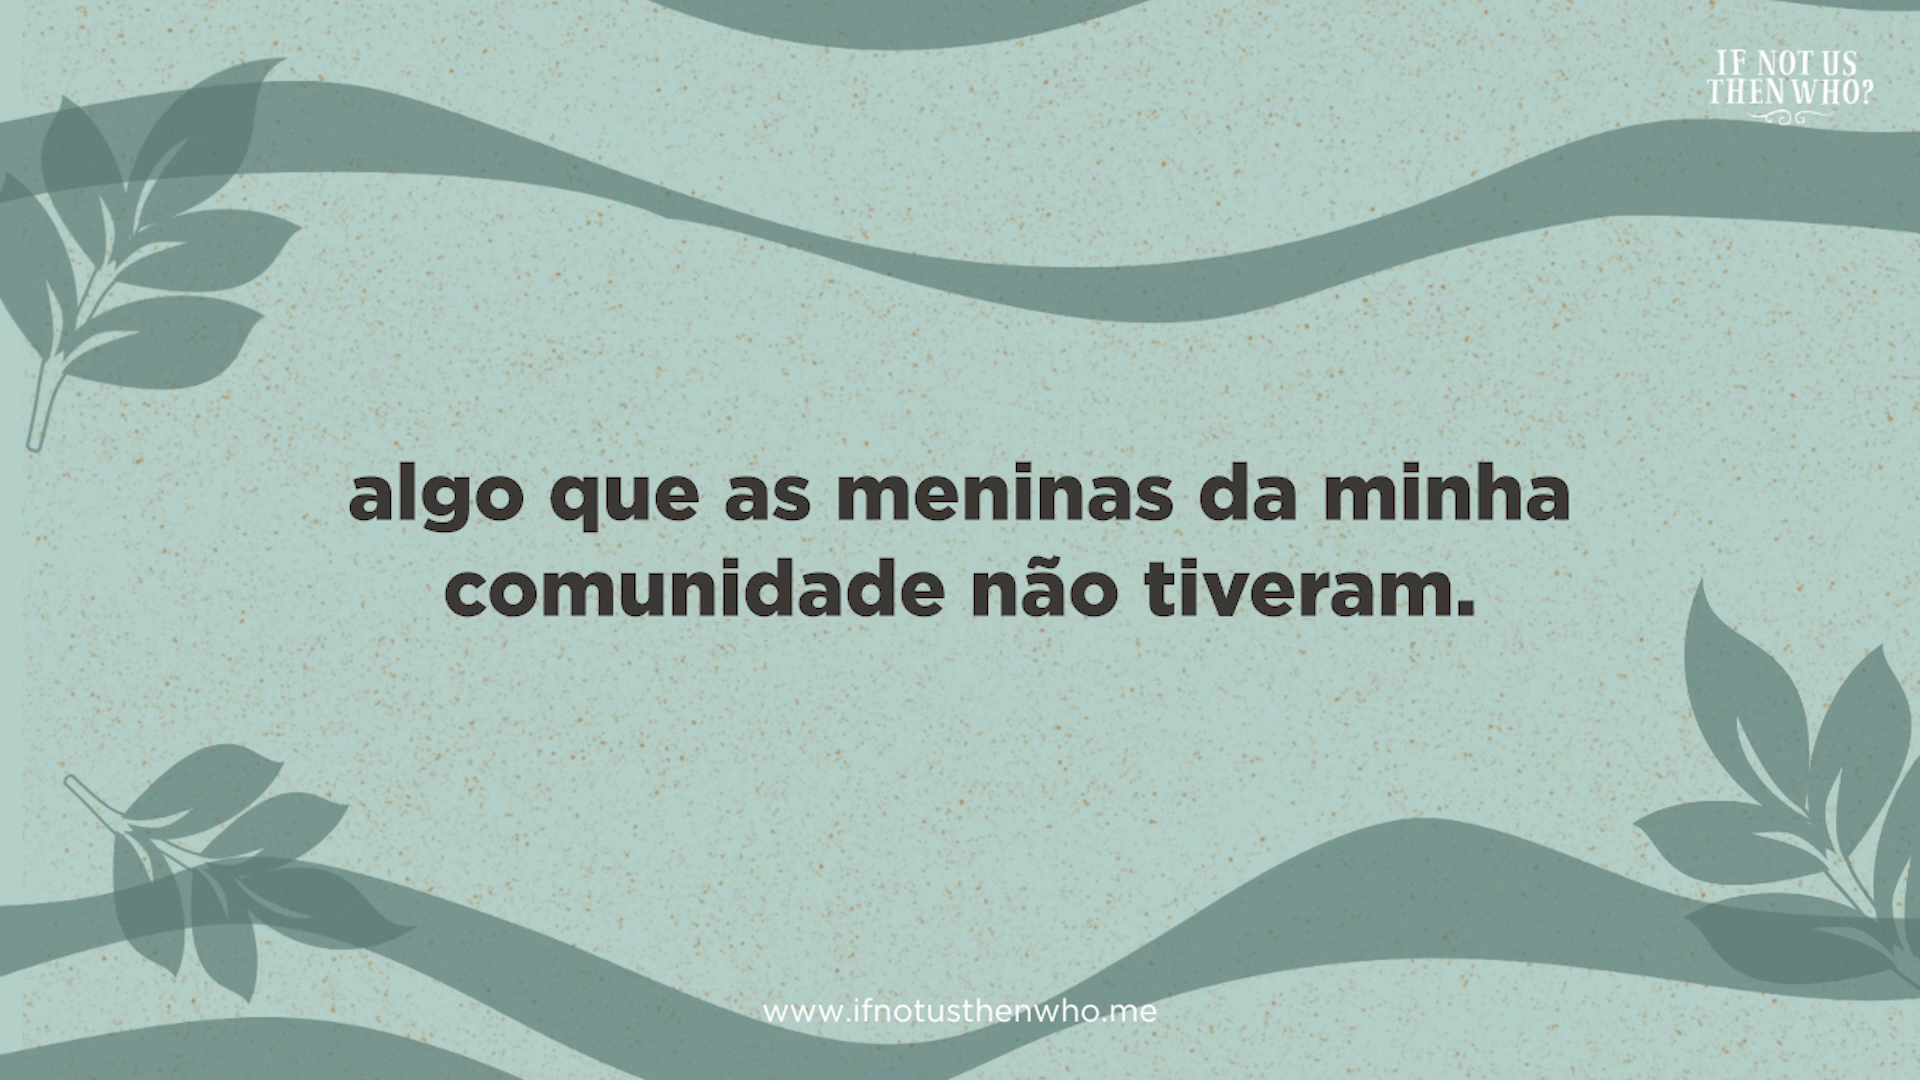 IF NOT US
THEN WHO?
algo que as meninas da minha
comunidade não tiveram.
www.ifnotusthenwho.me